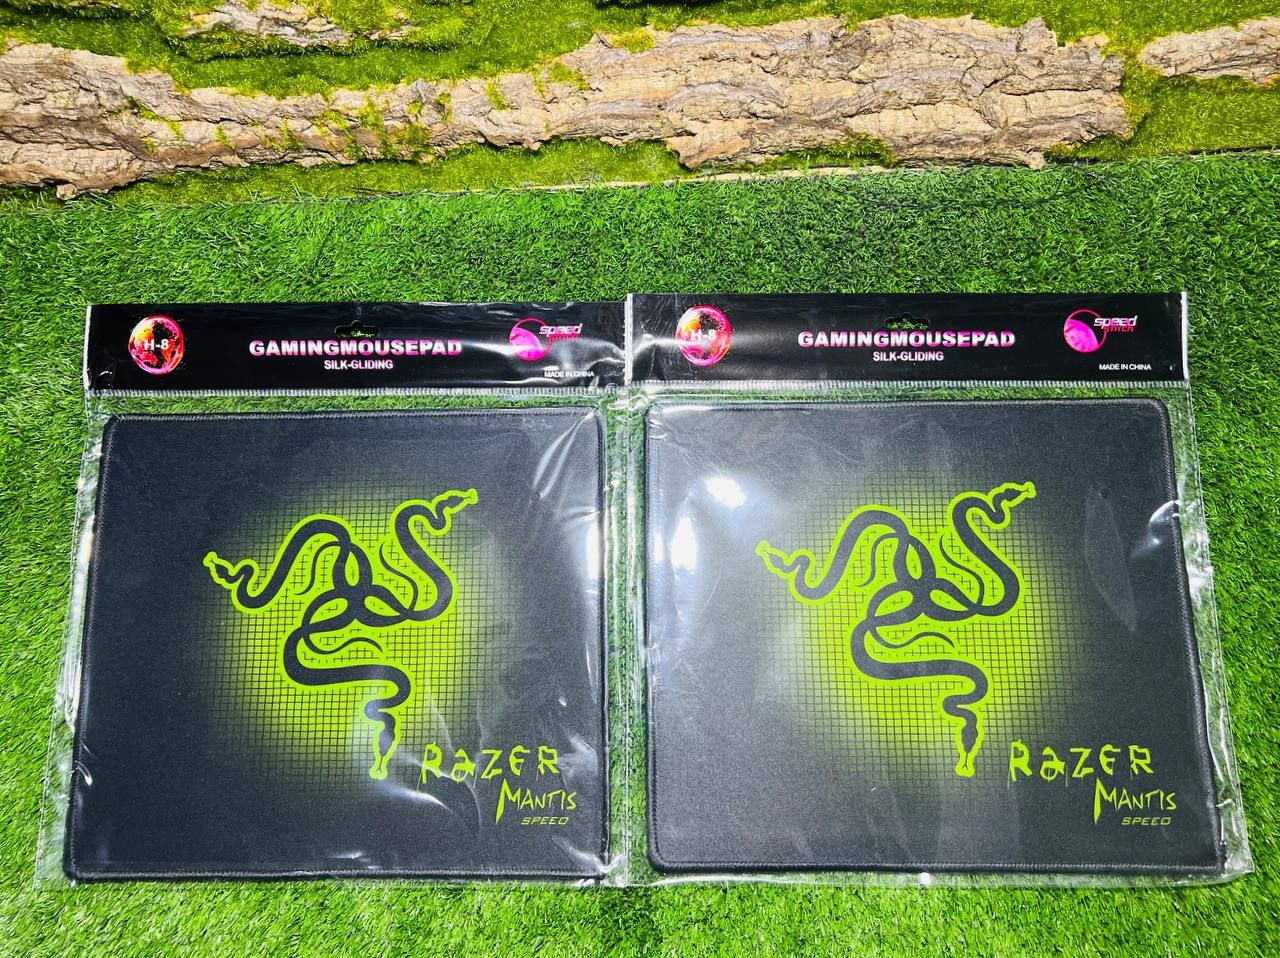 H-8
GAMINGMOUSEPAD
SILK-GLIDING
speed
MADE IN CHINA
RAZER
MANTIS
SPEED
H-8
GAMINGMOUSEPAD
SILK-GLIDING
speed
MADE IN CHINA
RAZER
MANTIS
SPEED